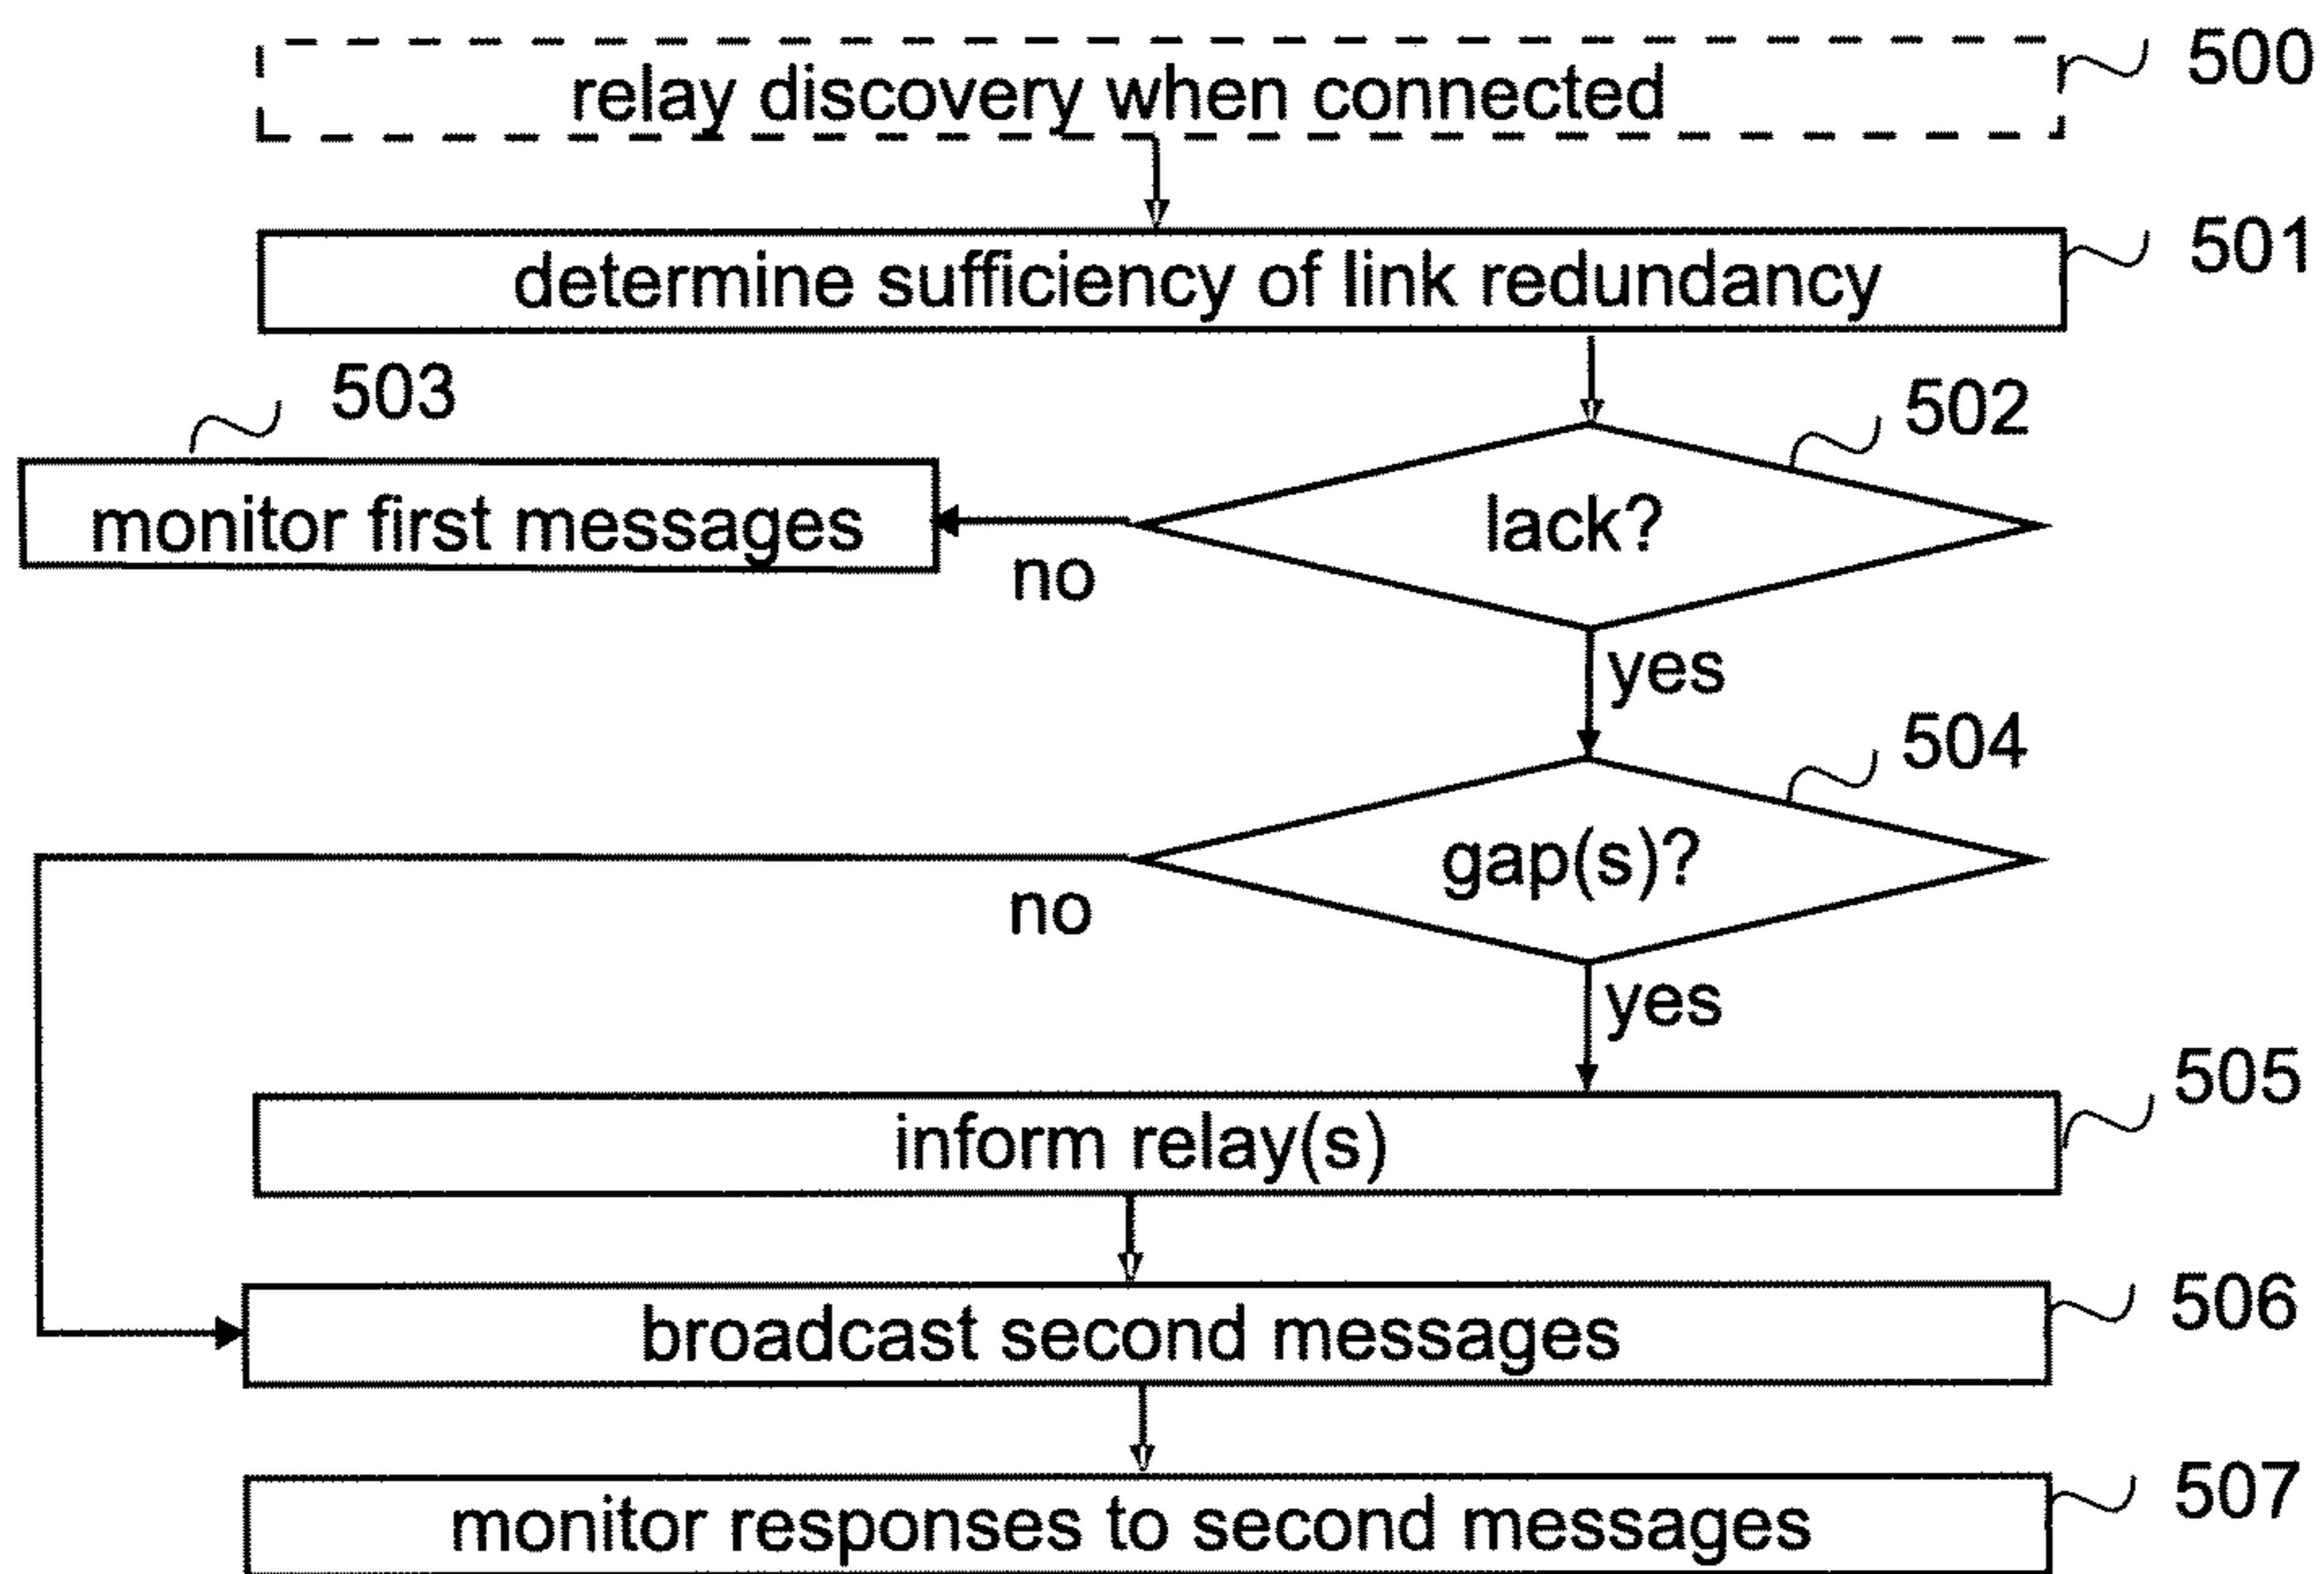 relay discovery when connected
500
determine sufficiency of link redundancy
501
503
502
monitor first messages
lack?
no
yes
504
gap(s)?
no
yes
505
inform relay(s)
506
broadcast second messages
507
monitor responses to second messages